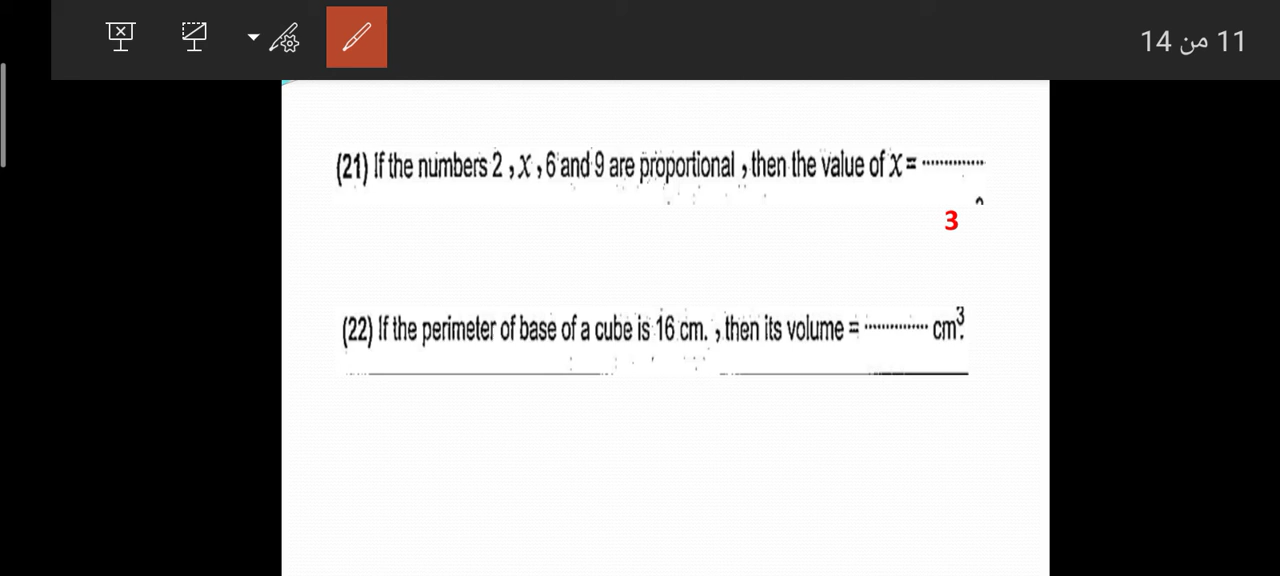 11 من 14
(21) If the numbers 2 , x , 6 and 9 are proportional , then the value of x = .............
3
(22) If the perimeter of base of a cube is 16 cm. , then its volume = .............. cm³.